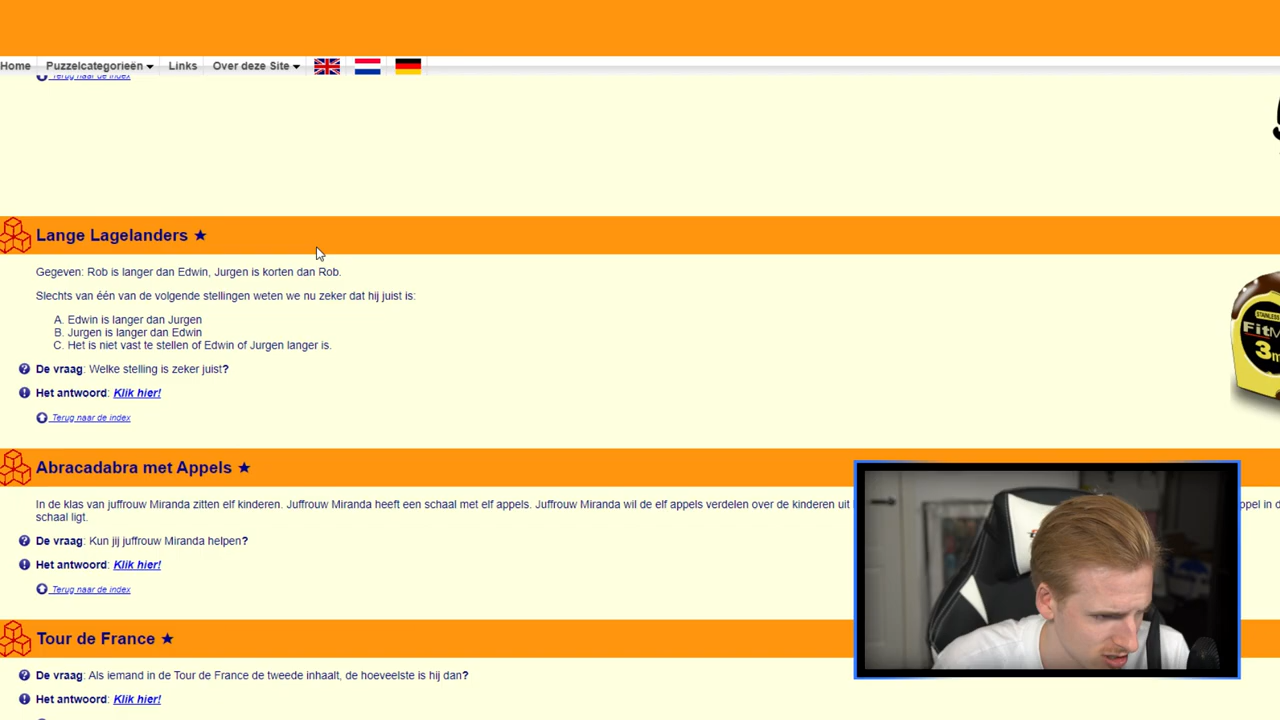 Home Puzzelcategorieën Links Over deze Site
Terug naar de index
Lange Lagelanders ★
Gegeven: Rob is langer dan Edwin, Jurgen is korten dan Rob.
Slechts van één van de volgende stellingen weten we nu zeker dat hij juist is:
A. Edwin is langer dan Jurgen
B. Jurgen is langer dan Edwin
C. Het is niet vast te stellen of Edwin of Jurgen langer is.
De vraag: Welke stelling is zeker juist?
Het antwoord: Klik hier!
Terug naar de index
STAINLESS
3m
Abracadabra met Appels ★
In de klas van juffrouw Miranda zitten elf kinderen. Juffrouw Miranda heeft een schaal met elf appels. Juffrouw Miranda wil de elf appels verdelen over de kinderen uit
schaal ligt.
De vraag: Kun jij juffrouw Miranda helpen?
Het antwoord: Klik hier!
Terug naar de index
Tour de France ★
De vraag: Als iemand in de Tour de France de tweede inhaalt, de hoeveelste is hij dan?
Het antwoord: Klik hier!